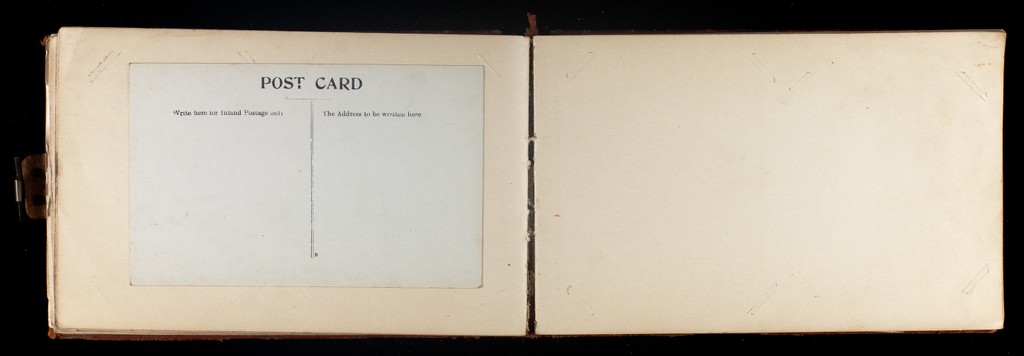 POST CARD
Write here for Inland Postage only
The Address to be written here